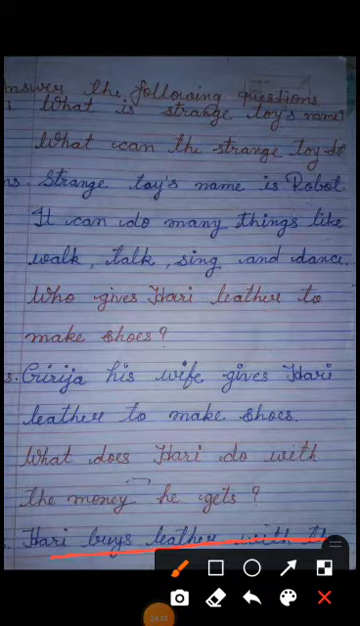 Answer the following questions
1. What is strange toy's name?
What can the strange toy do
Ans. Strange toy's name is Robot.
It can do many things like
walk, talk, sing and dance.
Who gives Hari leather to
make shoes?
s. Girija his wife gives Hari
leather to make shoes.
What does Hari do with
the money he gets?
Hari buys leather with th